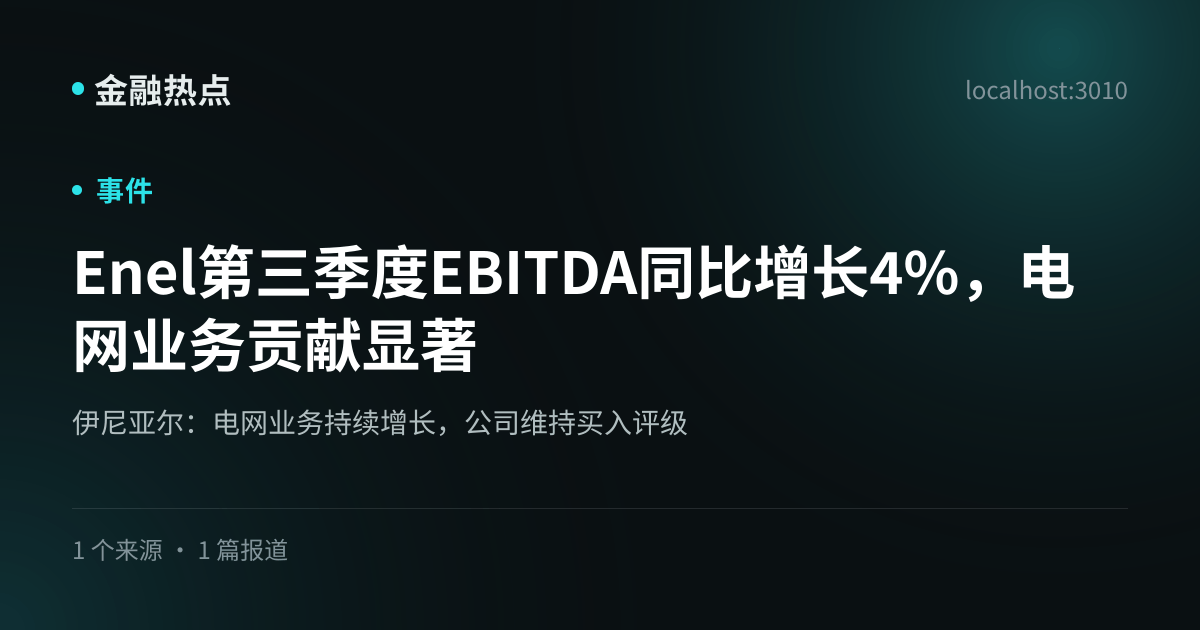 金融热点
localhost:3010
事件
Enel第三季度EBITDA同比增长4%，电
网业务贡献显著
伊尼亚尔：电网业务持续增长，公司维持买入评级
1 个来源 · 1 篇报道